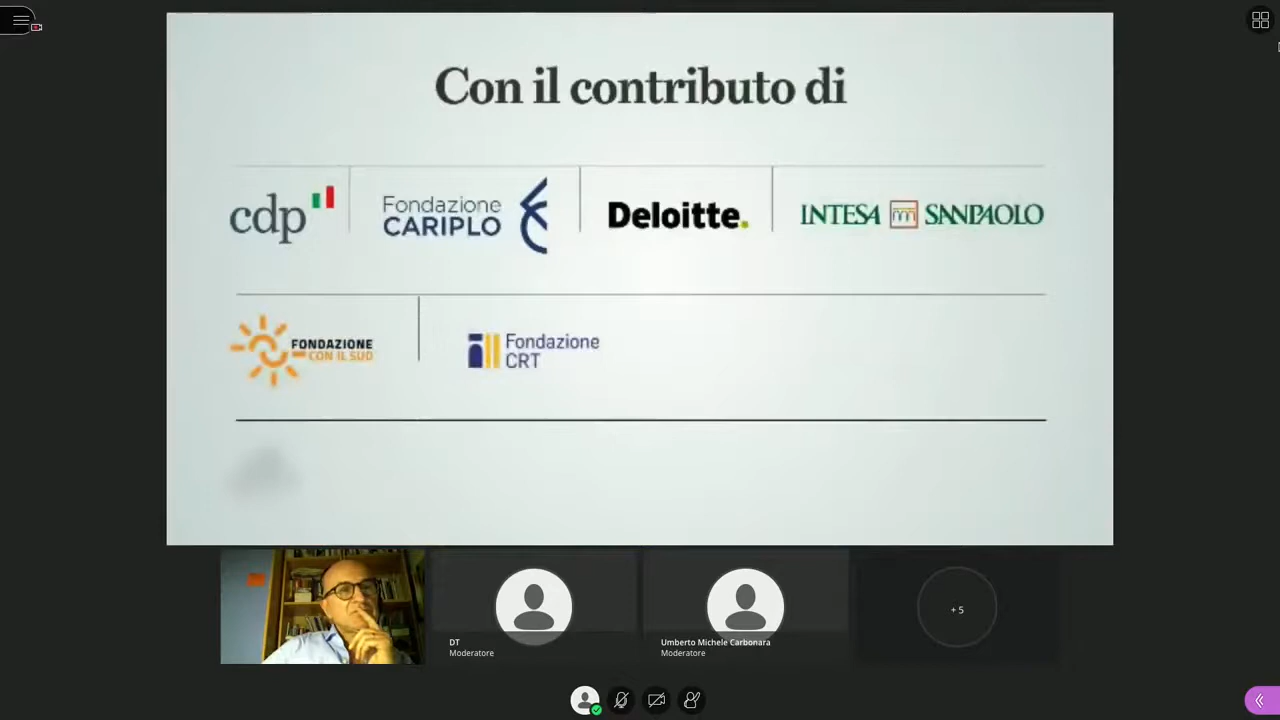 Con il contributo di
cdp
Fondazione
CARIPLO
Deloitte.
INTESA SANPAOLO
FONDAZIONE
CON IL SUD
Fondazione
CRT
DT
Moderatore
Umberto Michele Carbonara
Moderatore
+ 5